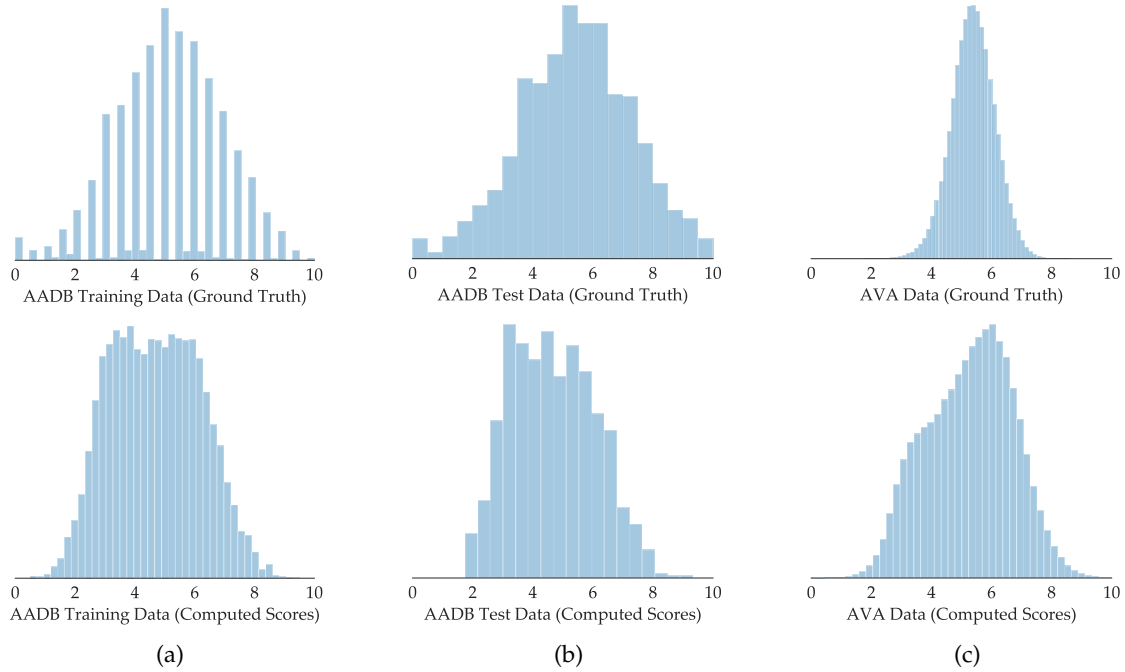 0 2 4 6 8 10
AADB Training Data (Ground Truth)
0 2 4 6 8 10
AADB Test Data (Ground Truth)
0 2 4 6 8 10
AVA Data (Ground Truth)
0 2 4 6 8 10
AADB Training Data (Computed Scores)
0 2 4 6 8 10
AADB Test Data (Computed Scores)
0 2 4 6 8 10
AVA Data (Computed Scores)
(a)
(b)
(c)